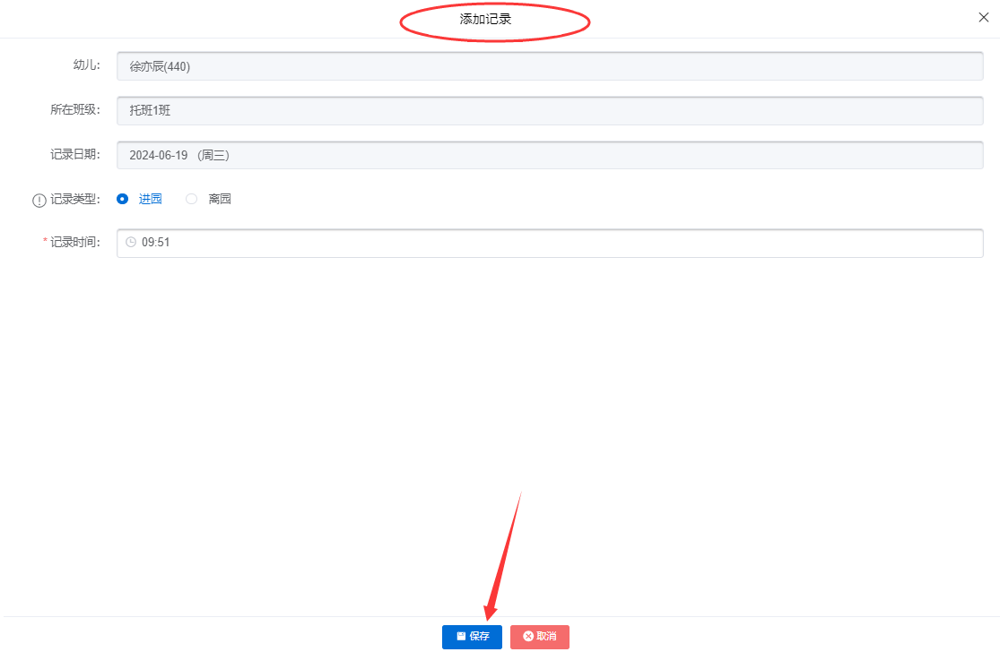 添加记录
幼儿: 徐亦辰(440)
所在班级: 托班1班
记录日期: 2024-06-19 （周三）
记录类型: 进园 离园
* 记录时间: 09:51
保存 取消